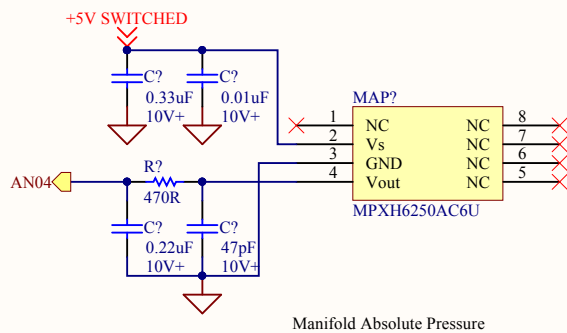 +5V SWITCHED
C?
0.33uF
10V+
C?
0.01uF
10V+
MAP?
1 NC NC 8
2 Vs NC 7
3 GND NC 6
4 Vout NC 5
MPXH6250AC6U
AN04
R?
470R
C?
0.22uF
10V+
C?
47pF
10V+
Manifold Absolute Pressure